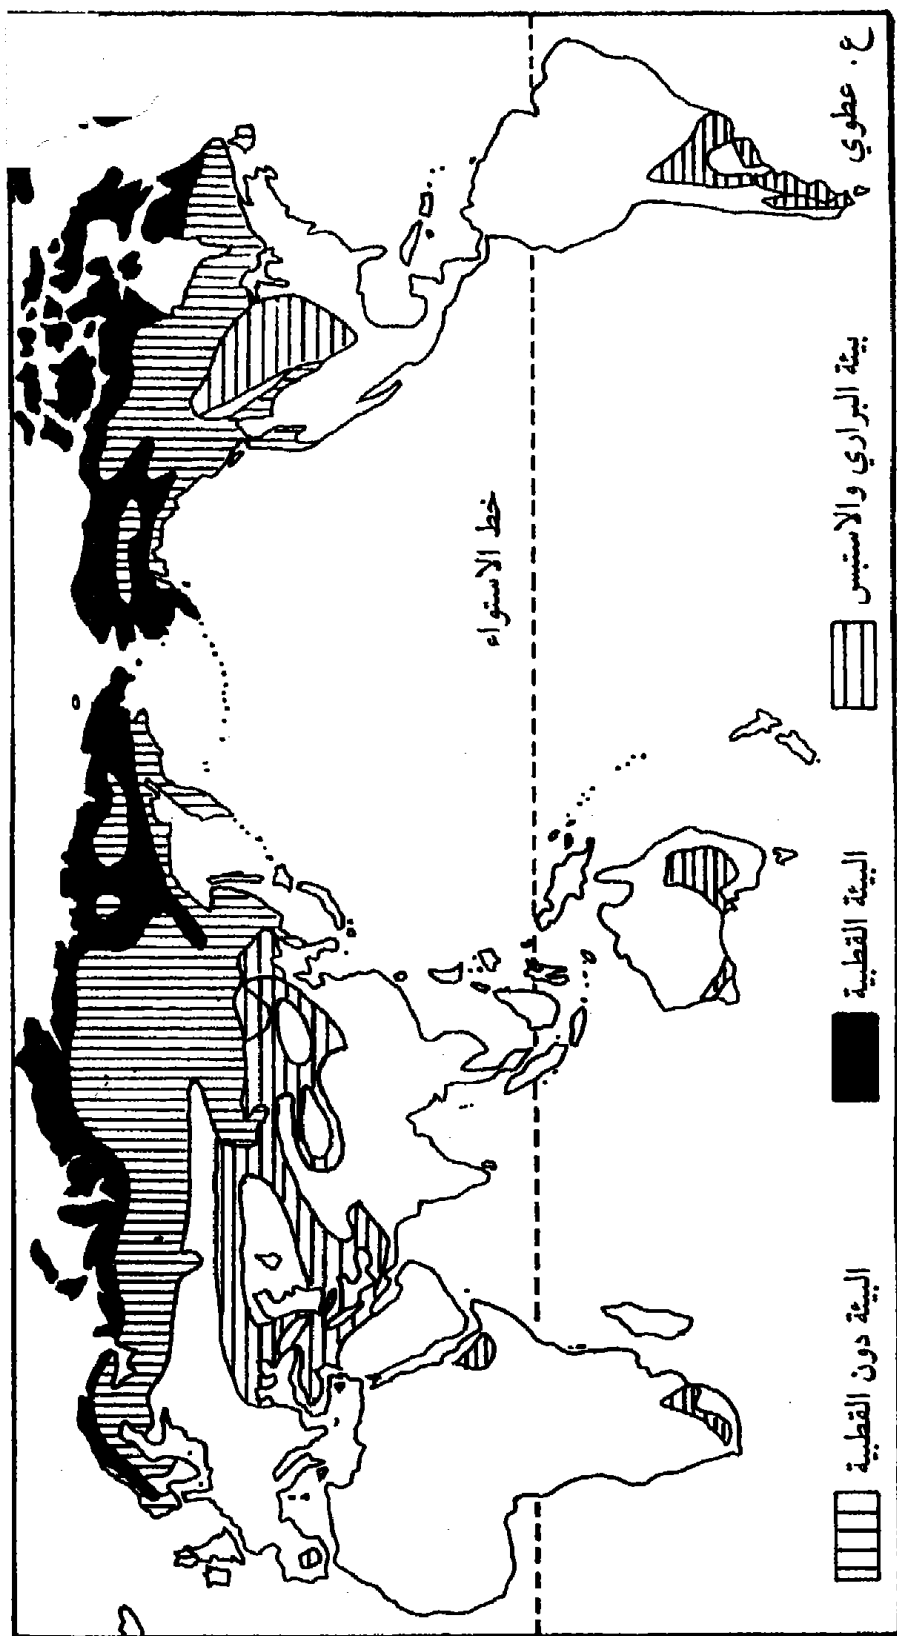 خط الاستواء
البيئة دون القطبية
البيئة القطبية
بيئة البراري والاستبس
ع. عطوي